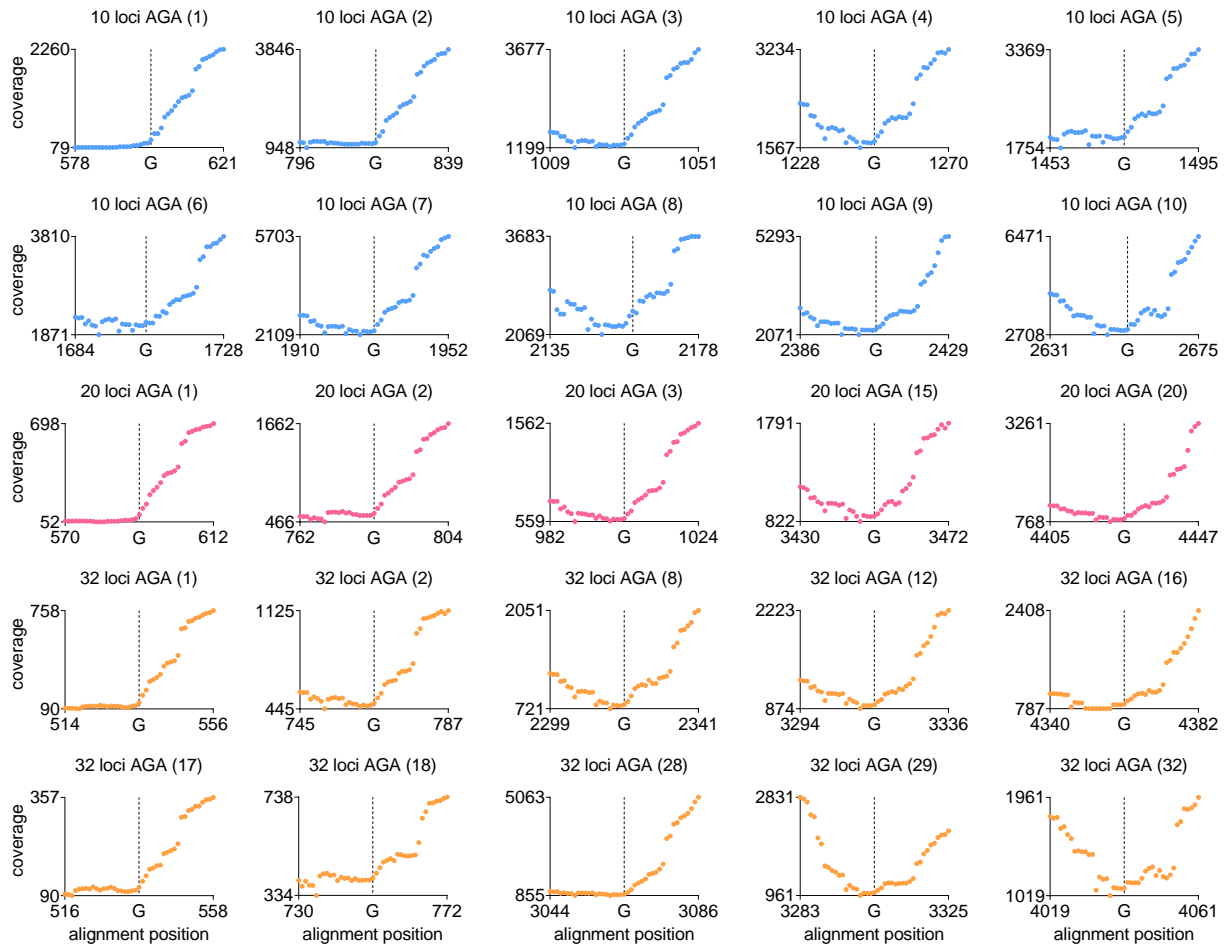 10 loci AGA (1) 10 loci AGA (2) 10 loci AGA (3) 10 loci AGA (4) 10 loci AGA (5)
coverage
2260 3846 3677 3234 3369
79 948 1199 1567 1754
578 G 621 796 G 839 1009 G 1051 1228 G 1270 1453 G 1495
10 loci AGA (6) 10 loci AGA (7) 10 loci AGA (8) 10 loci AGA (9) 10 loci AGA (10)
coverage
3810 5703 3683 5293 6471
1871 2109 2069 2071 2708
1684 G 1728 1910 G 1952 2135 G 2178 2386 G 2429 2631 G 2675
20 loci AGA (1) 20 loci AGA (2) 20 loci AGA (3) 20 loci AGA (15) 20 loci AGA (20)
coverage
698 1662 1562 1791 3261
52 466 559 822 768
570 G 612 762 G 804 982 G 1024 3430 G 3472 4405 G 4447
32 loci AGA (1) 32 loci AGA (2) 32 loci AGA (8) 32 loci AGA (12) 32 loci AGA (16)
coverage
758 1125 2051 2223 2408
90 445 721 874 787
514 G 556 745 G 787 2299 G 2341 3294 G 3336 4340 G 4382
32 loci AGA (17) 32 loci AGA (18) 32 loci AGA (28) 32 loci AGA (29) 32 loci AGA (32)
coverage
357 738 5063 2831 1961
90 334 855 961 1019
516 G 558 730 G 772 3044 G 3086 3283 G 3325 4019 G 4061
alignment position alignment position alignment position alignment position alignment position